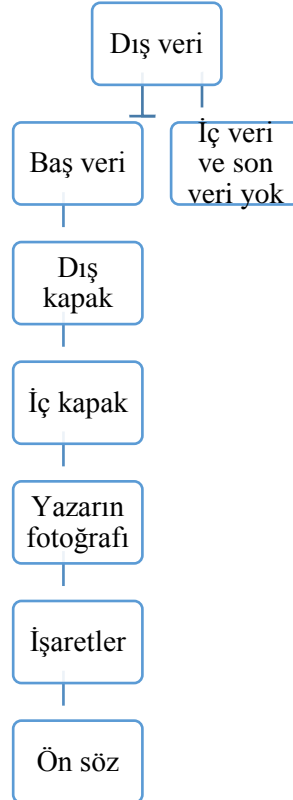 Dış veri
Baş veri
İç veri
ve son
veri yok
Dış
kapak
İç kapak
Yazarın
fotoğrafı
İşaretler
Ön söz